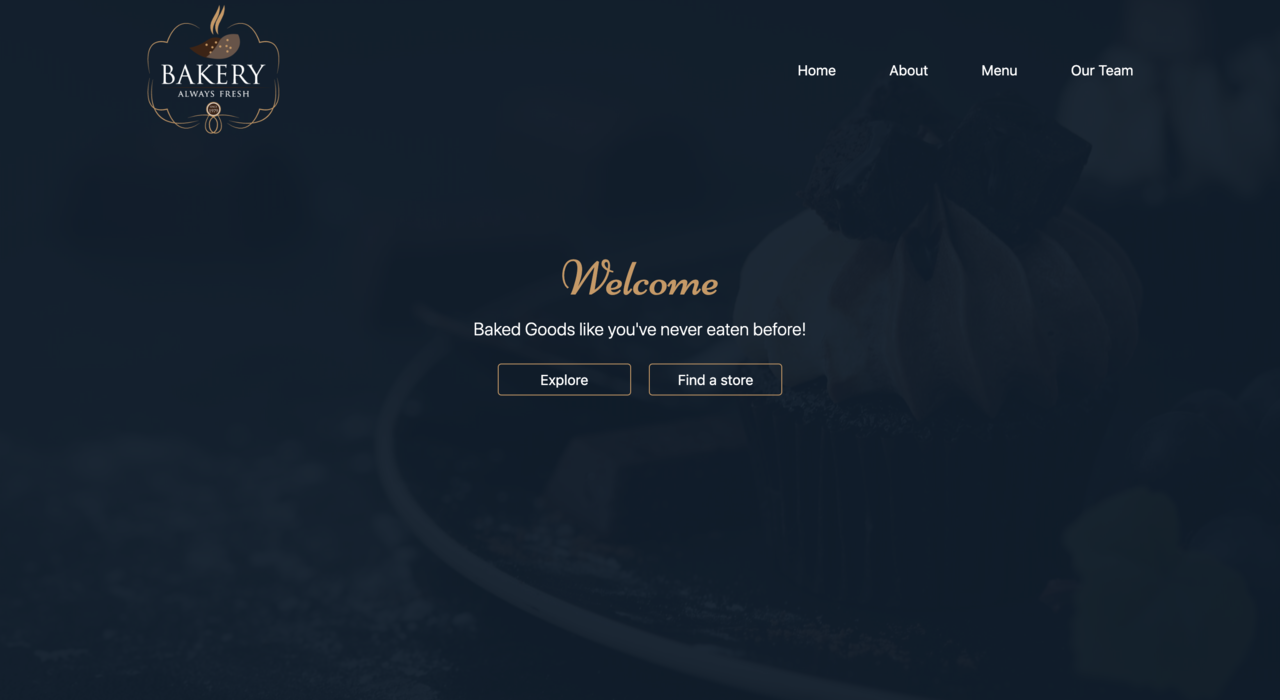 BAKERY
ALWAYS FRESH
Home About Menu Our Team
Welcome
Baked Goods like you've never eaten before!
Explore Find a store